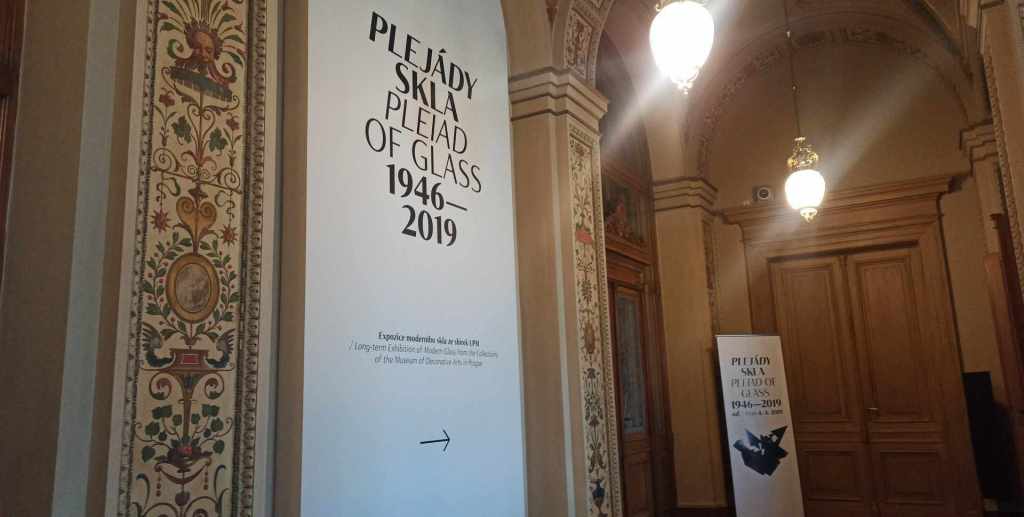 PLEJÁDY
SKLA
PLEIAD
OF GLASS
1946—
2019
Expozice moderního skla ze sbírek UPM
/ Long-term Exhibition of Modern Glass from the Collections
of the Museum of Decorative Arts in Prague
→
PLEJÁDY
SKLA
PLEIAD OF
GLASS
1946—2019
od